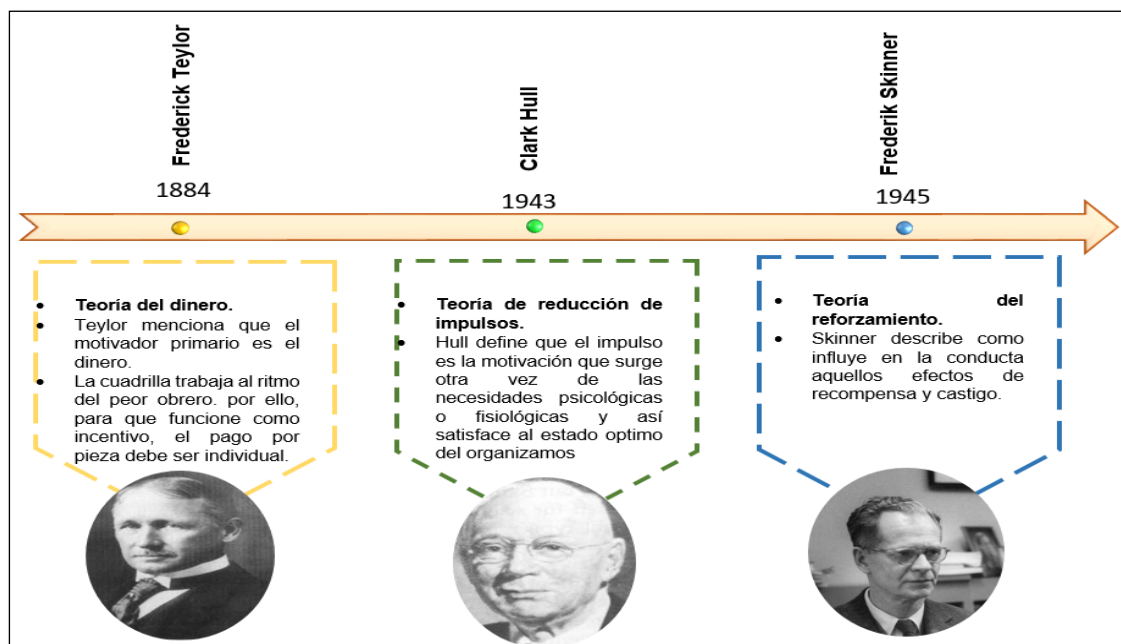 Frederick Teylor
1884
Clark Hull
1943
Frederik Skinner
1945
• Teoría del dinero.
• Teylor menciona que el
motivador primario es el
dinero.
• La cuadrilla trabaja al ritmo
del peor obrero. por ello,
para que funcione como
incentivo, el pago por
pieza debe ser individual.
• Teoría de reducción de
impulsos.
• Hull define que el impulso
es la motivación que surge
otra vez de las
necesidades psicológicas
o fisiológicas y así
satisface al estado optimo
del organizamos
• Teoría del
reforzamiento.
• Skinner describe como
influye en la conducta
aquellos efectos de
recompensa y castigo.